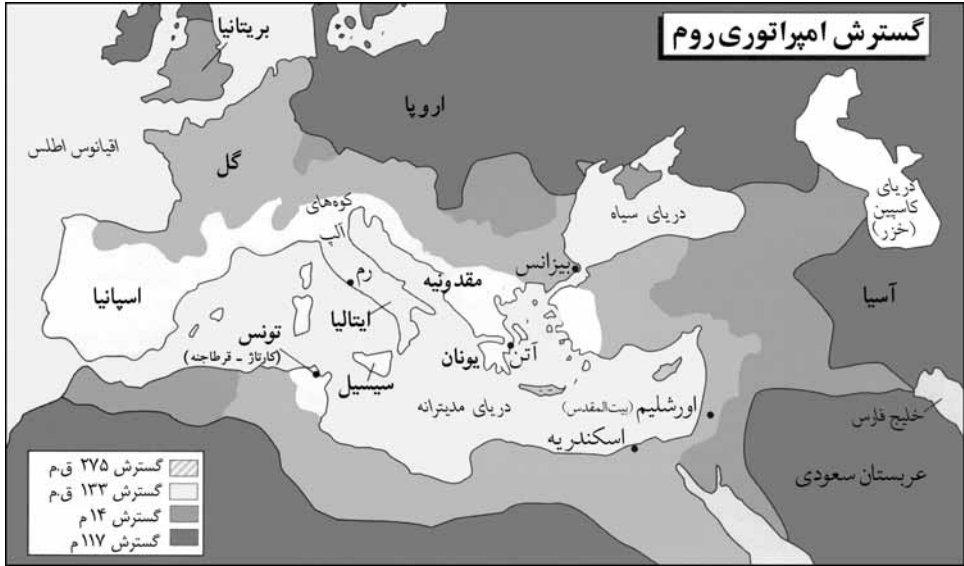 گسترش امپراتوری روم
بریتانیا
اروپا
اقیانوس اطلس
گل
دریای
کاسپین
(خزر)
کوه‌های
آلپ
دریای سیاه
بیزانس
آسیا
رم
مقدونیه
اسپانیا
ایتالیا
تونس
(کارتاژ - قرطاجنه)
یونان
آتن
سیسیل
دریای مدیترانه
اورشلیم (بیت‌المقدس)
خلیج فارس
اسکندریه
عربستان سعودی
گسترش ۲۷۵ ق.م
گسترش ۱۳۳ ق.م
گسترش ۱۴ م
گسترش ۱۱۷ م